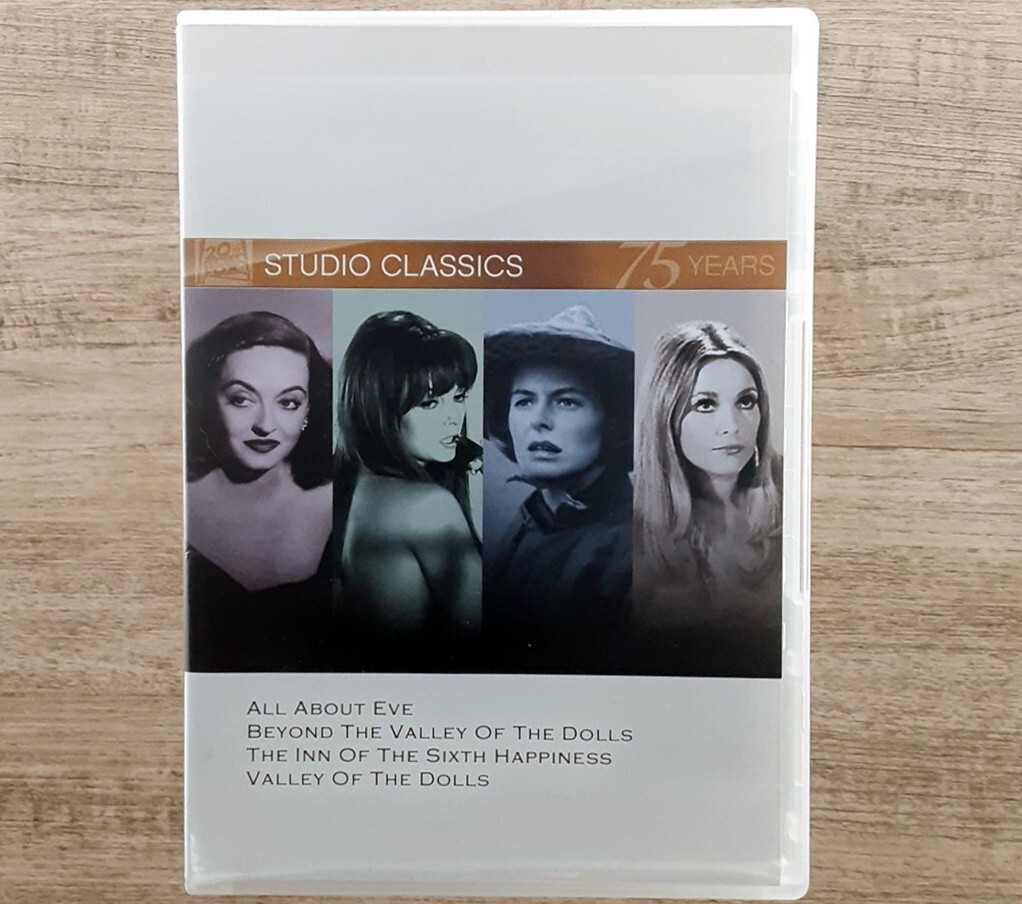 20th
STUDIO CLASSICS
75 YEARS
ALL ABOUT EVE
BEYOND THE VALLEY OF THE DOLLS
THE INN OF THE SIXTH HAPPINESS
VALLEY OF THE DOLLS